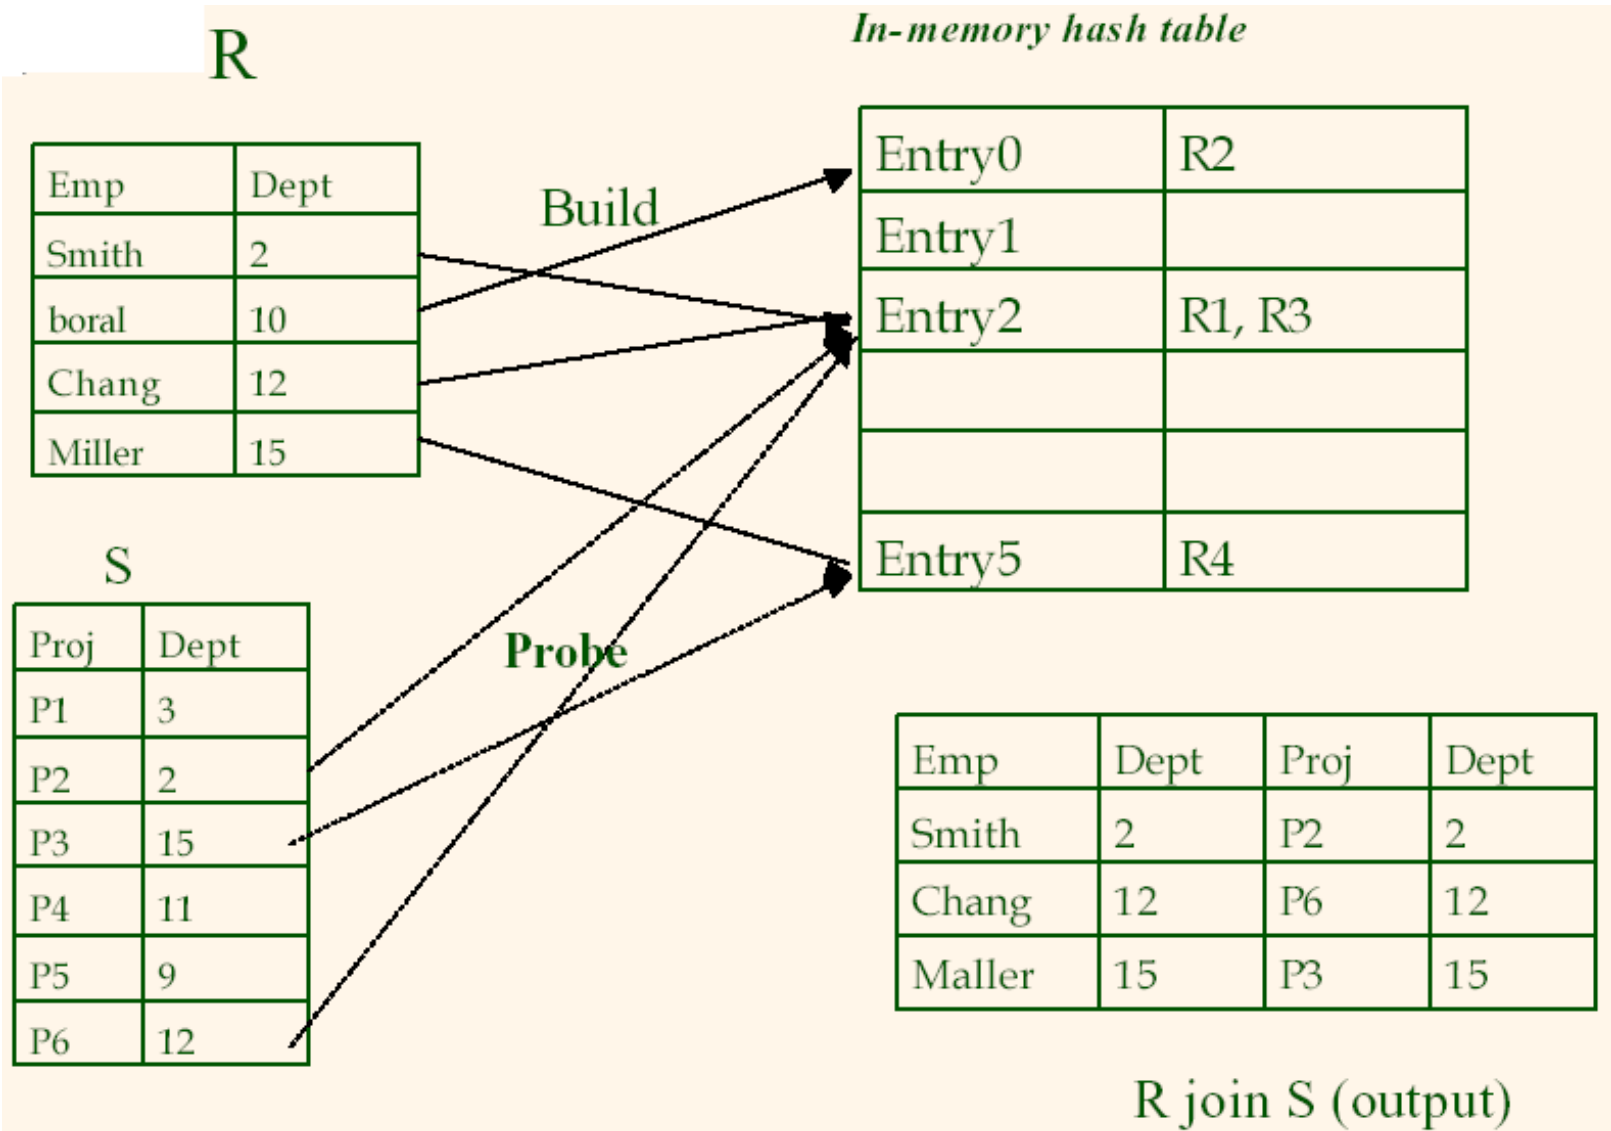 R
In-memory hash table
Emp Dept
Smith 2
boral 10
Chang 12
Miller 15
Build
Entry0 R2
Entry1
Entry2 R1, R3
Entry5 R4
S
Proj Dept
P1 3
P2 2
P3 15
P4 11
P5 9
P6 12
Probe
Emp Dept Proj Dept
Smith 2 P2 2
Chang 12 P6 12
Maller 15 P3 15
R join S (output)